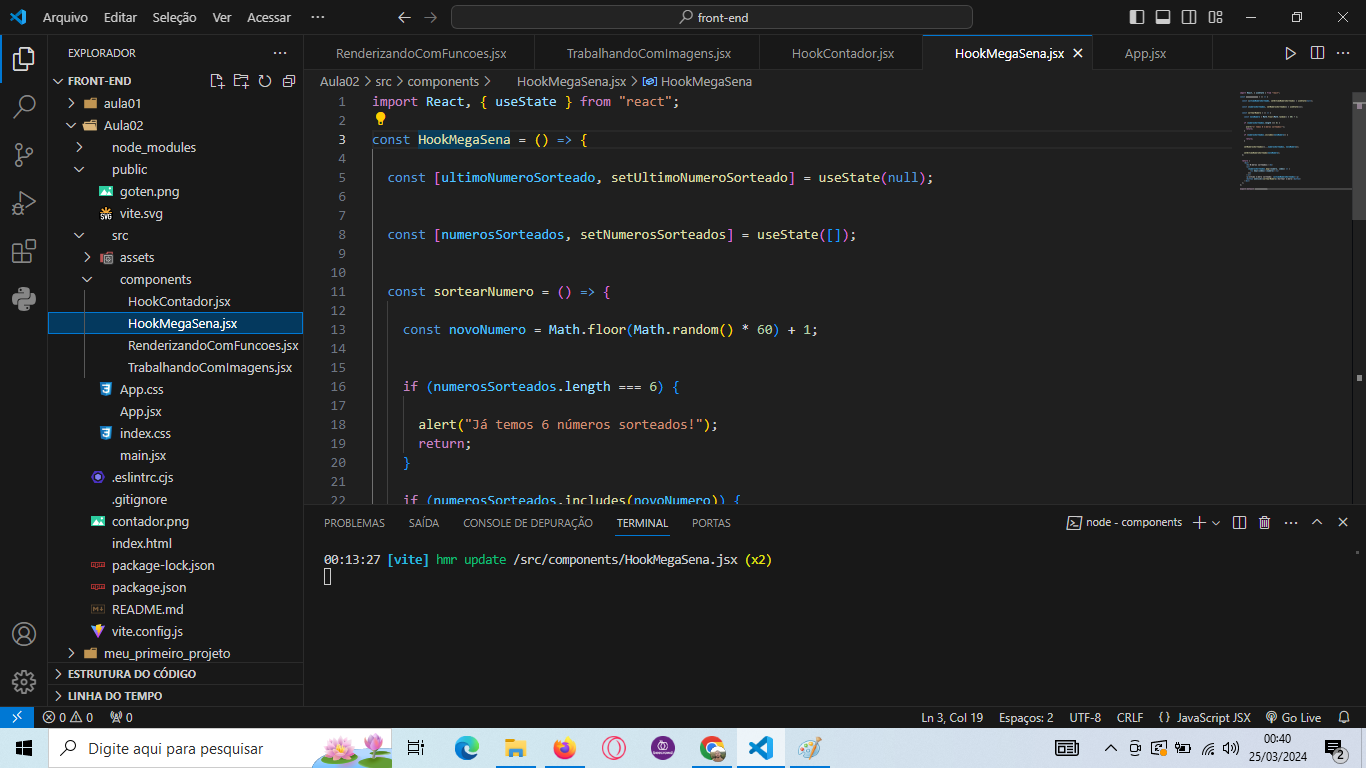 Arquivo Editar Seleção Ver Acessar ···
front-end
EXPLORADOR ···
FRONT-END
aula01
Aula02
node_modules
public
goten.png
vite.svg
src
assets
components
HookContador.jsx
HookMegaSena.jsx
RenderizandoComFuncoes.jsx
TrabalhandoComImagens.jsx
App.css
App.jsx
index.css
main.jsx
.eslintrc.cjs
.gitignore
contador.png
index.html
package-lock.json
package.json
README.md
vite.config.js
meu_primeiro_projeto
ESTRUTURA DO CÓDIGO
LINHA DO TEMPO
RenderizandoComFuncoes.jsx TrabalhandoComImagens.jsx HookContador.jsx HookMegaSena.jsx App.jsx
Aula02 > src > components > HookMegaSena.jsx > HookMegaSena
1 import React, { useState } from "react";
2
3 const HookMegaSena = () => {
4
5 const [ultimoNumeroSorteado, setUltimoNumeroSorteado] = useState(null);
6
7
8 const [numerosSorteados, setNumerosSorteados] = useState([]);
9
10
11 const sortearNumero = () => {
12
13 const novoNumero = Math.floor(Math.random() * 60) + 1;
14
15
16 if (numerosSorteados.length === 6) {
17
18 alert("Já temos 6 números sorteados!");
19 return;
20 }
21
22 if (numerosSorteados.includes(novoNumero)) {
PROBLEMAS SAÍDA CONSOLE DE DEPURAÇÃO TERMINAL PORTAS
node - components
00:13:27 [vite] hmr update /src/components/HookMegaSena.jsx (x2)
0 0 0
Ln 3, Col 19 Espaços: 2 UTF-8 CRLF {} JavaScript JSX Go Live
Digite aqui para pesquisar
00:40
25/03/2024
2